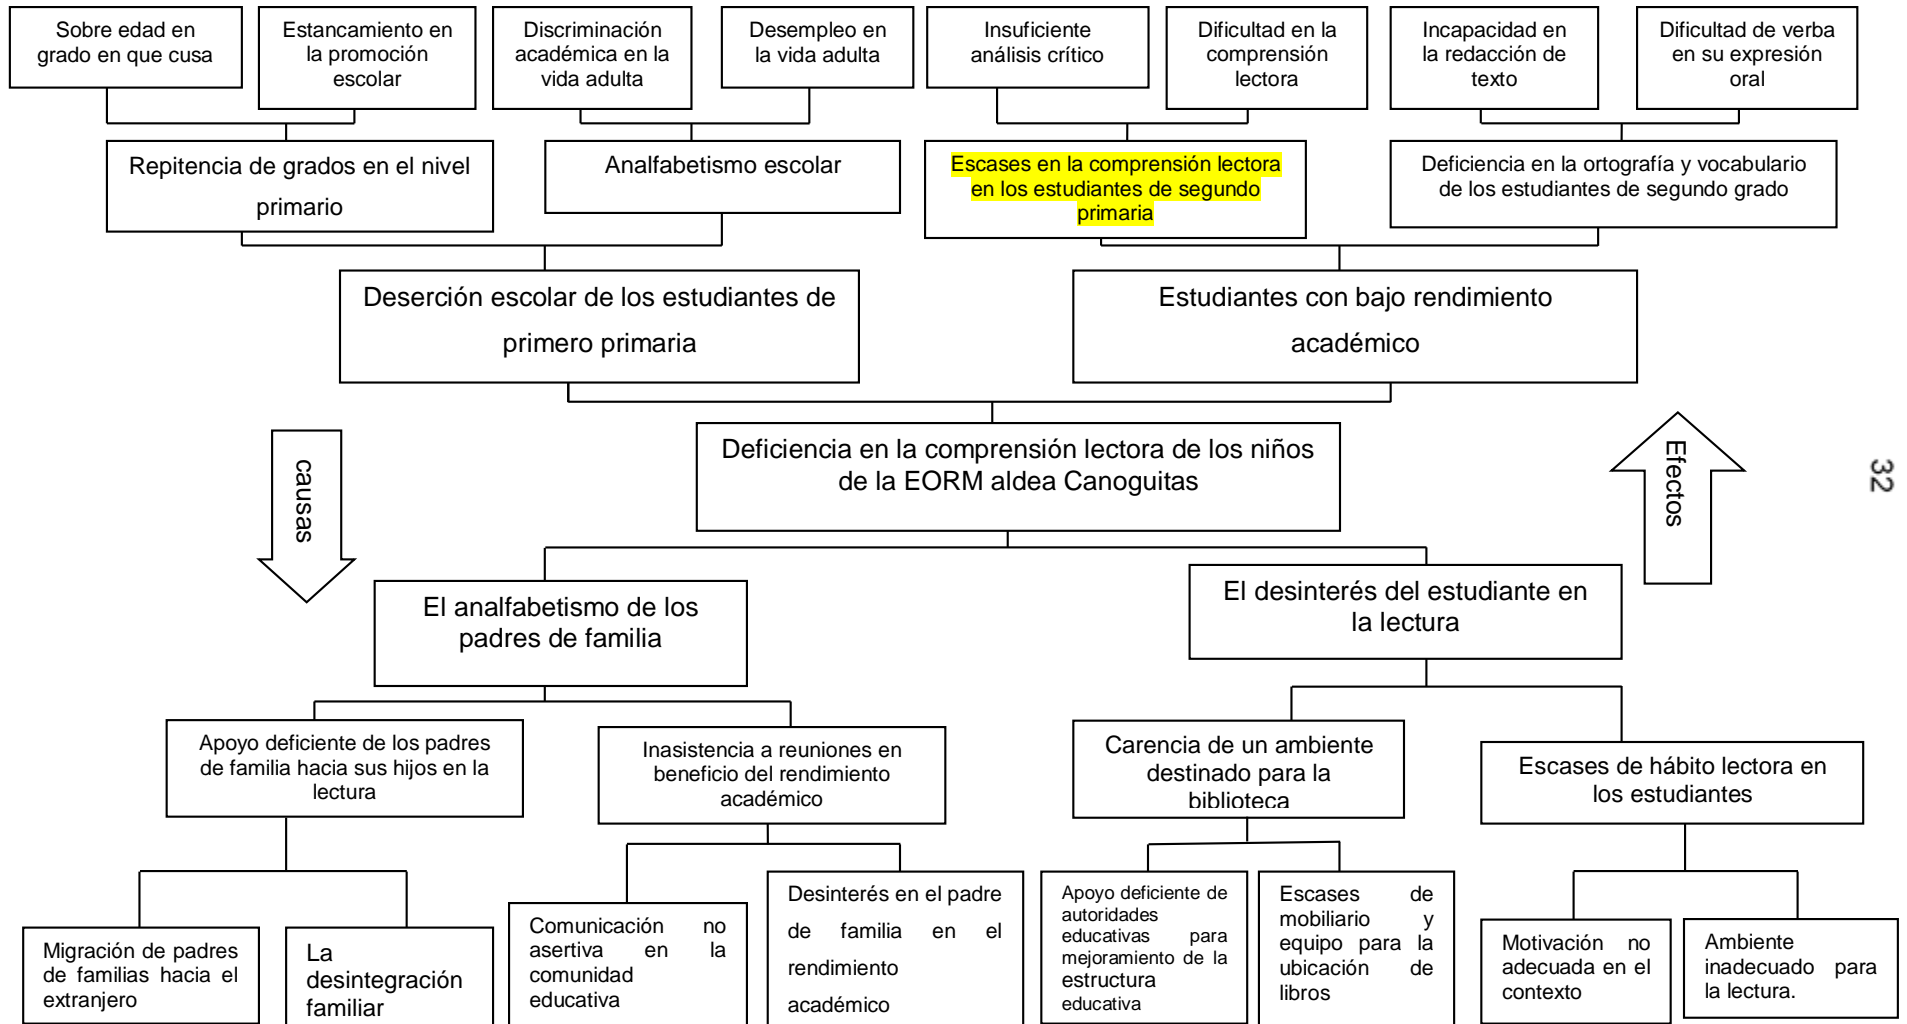 Sobre edad en
grado en que cusa
Estancamiento en
la promoción
escolar
Discriminación
académica en la
vida adulta
Desempleo en
la vida adulta
Insuficiente
análisis crítico
Dificultad en la
comprensión
lectora
Incapacidad en
la redacción de
texto
Dificultad de verba
en su expresión
oral
Repitencia de grados en el nivel
primario
Analfabetismo escolar
Escases en la comprensión lectora
en los estudiantes de segundo
primaria
Deficiencia en la ortografía y vocabulario
de los estudiantes de segundo grado
Deserción escolar de los estudiantes de
primero primaria
Estudiantes con bajo rendimiento
académico
causas
Deficiencia en la comprensión lectora de los niños
de la EORM aldea Canoguitas
Efectos
32
El analfabetismo de los
padres de familia
El desinterés del estudiante en
la lectura
Apoyo deficiente de los padres
de familia hacia sus hijos en la
lectura
Inasistencia a reuniones en
beneficio del rendimiento
académico
Carencia de un ambiente
destinado para la
biblioteca
Escases de hábito lectora en
los estudiantes
Migración de padres
de familias hacia el
extranjero
La
desintegración
familiar
Comunicación no
asertiva en la
comunidad
educativa
Desinterés en el padre
de familia en el
rendimiento
académico
Apoyo deficiente de
autoridades
educativas para
mejoramiento de la
estructura
educativa
Escases de
mobiliario y
equipo para la
ubicación de
libros
Motivación no
adecuada en el
contexto
Ambiente
inadecuado para
la lectura.